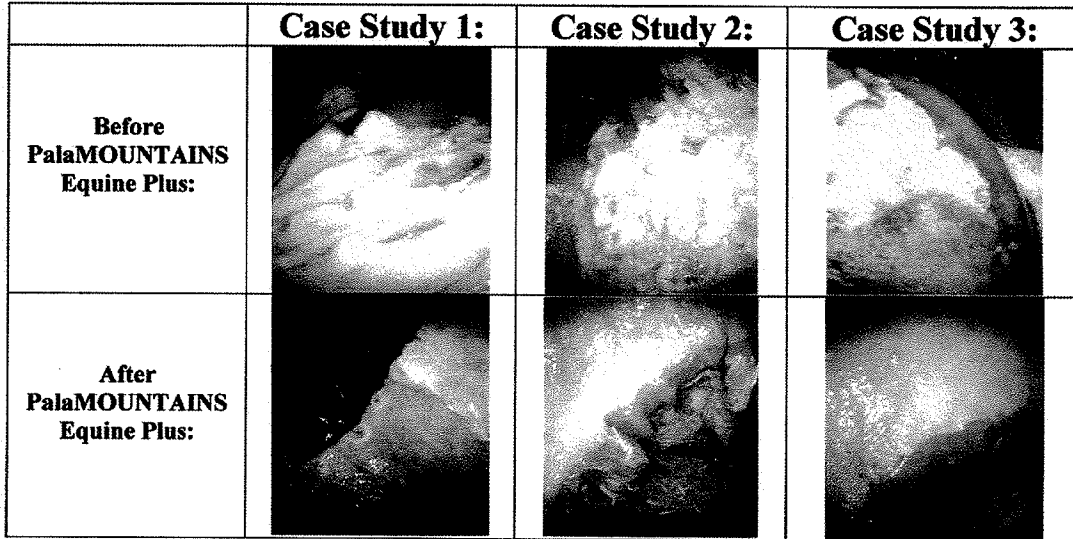 Case Study 1: Case Study 2: Case Study 3:
Before
PalaMOUNTAINS
Equine Plus:
After
PalaMOUNTAINS
Equine Plus: